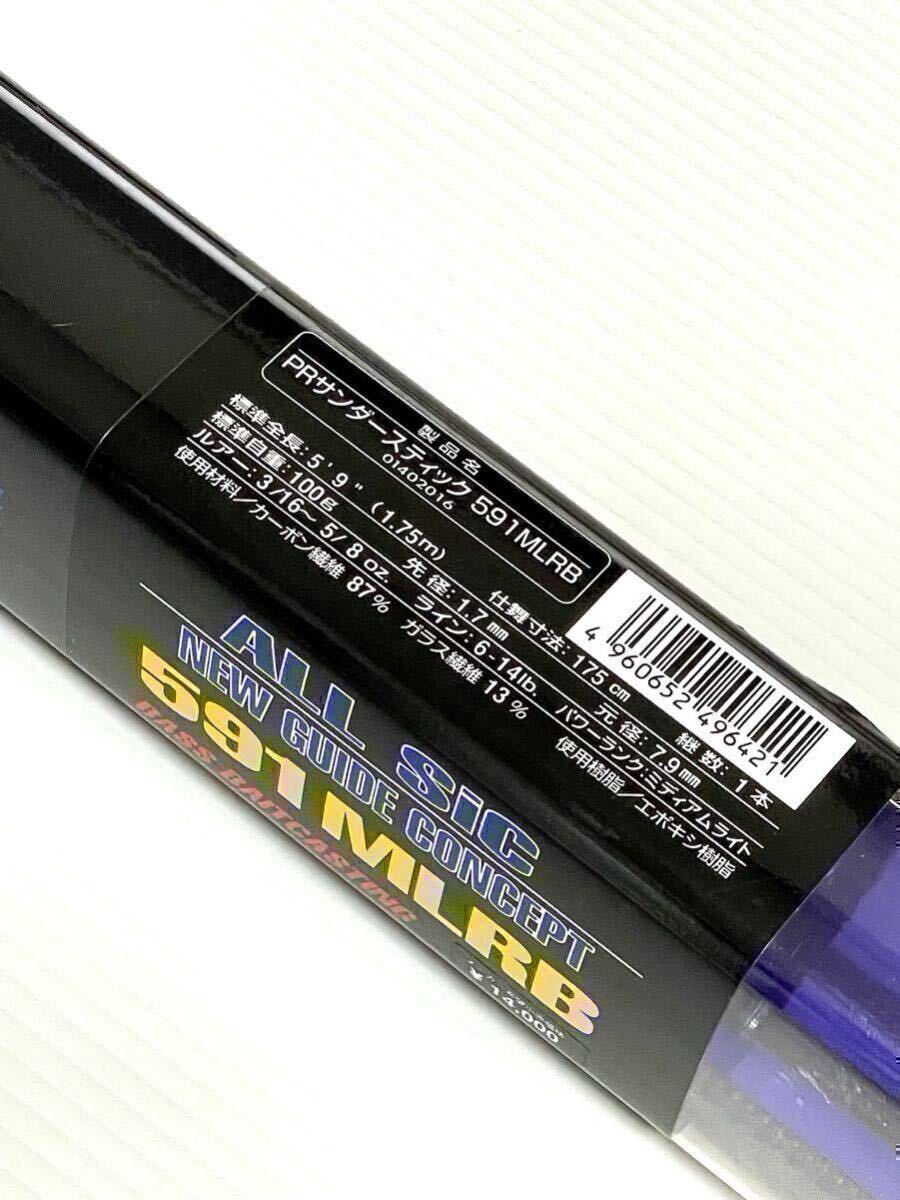 製品名
PRサンダースティック 591MLRB
01402016
標準全長:5'9"(1.75m) 仕舞寸法:175cm 継数:1本
標準自重:100g 先径:1.7mm 元径:7.9mm
ルアー:3/16〜5/8oz. ライン:6-14lb. パワーランク:ミディアムライト
使用材料/カーボン繊維 87% ガラス繊維 13% 使用樹脂/エポキシ樹脂
4 960652 496421
ALL SiC
NEW GUIDE CONCEPT
591MLRB
BASS BAITCASTING
¥14,000